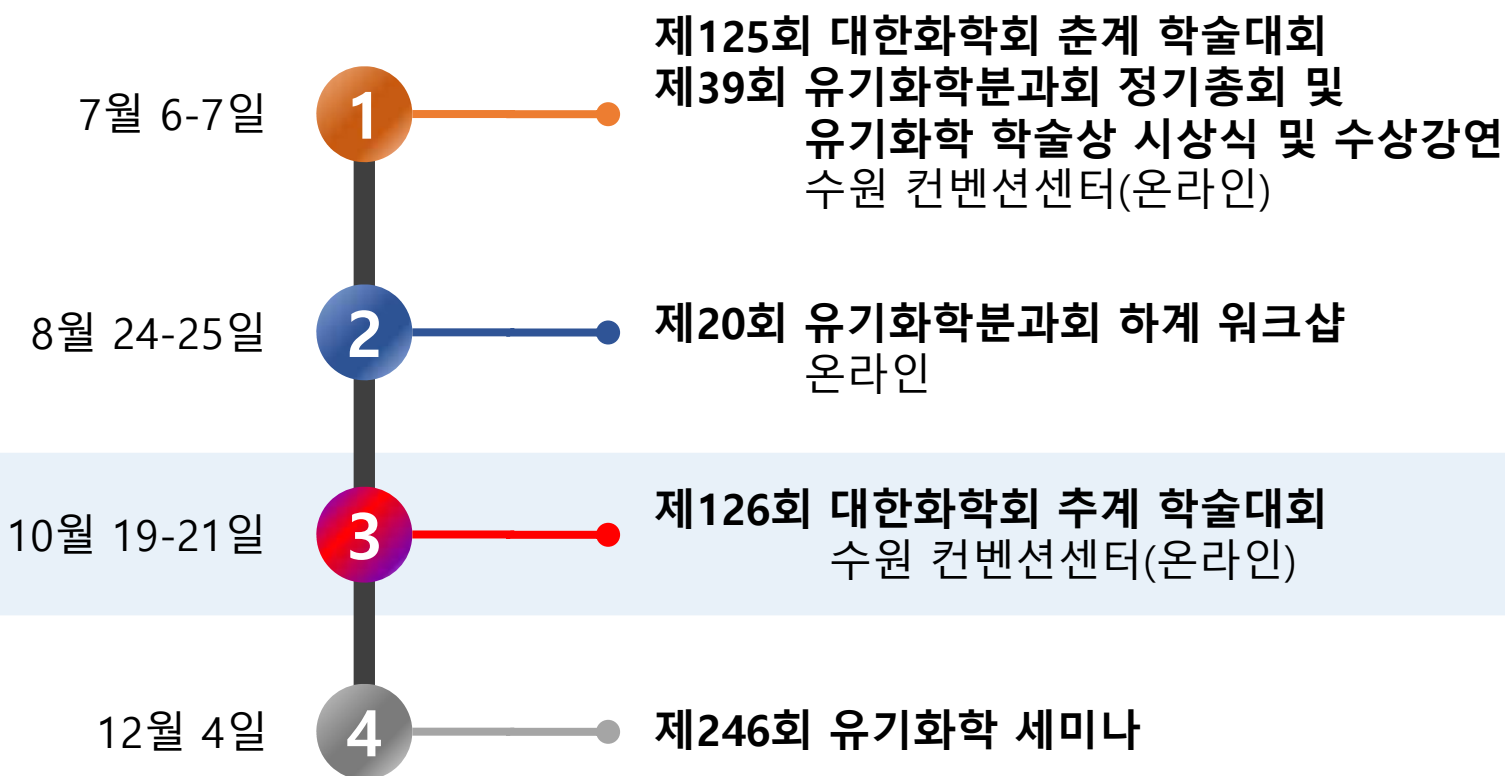 제125회 대한화학회 춘계 학술대회
7월 6-7일
1
제39회 유기화학분과회 정기총회 및
유기화학 학술상 시상식 및 수상강연
수원 컨벤션센터(온라인)
8월 24-25일
2
제20회 유기화학분과회 하계 워크샵
온라인
10월 19-21일
3
제126회 대한화학회 추계 학술대회
수원 컨벤션센터(온라인)
12월 4일
4
제246회 유기화학 세미나